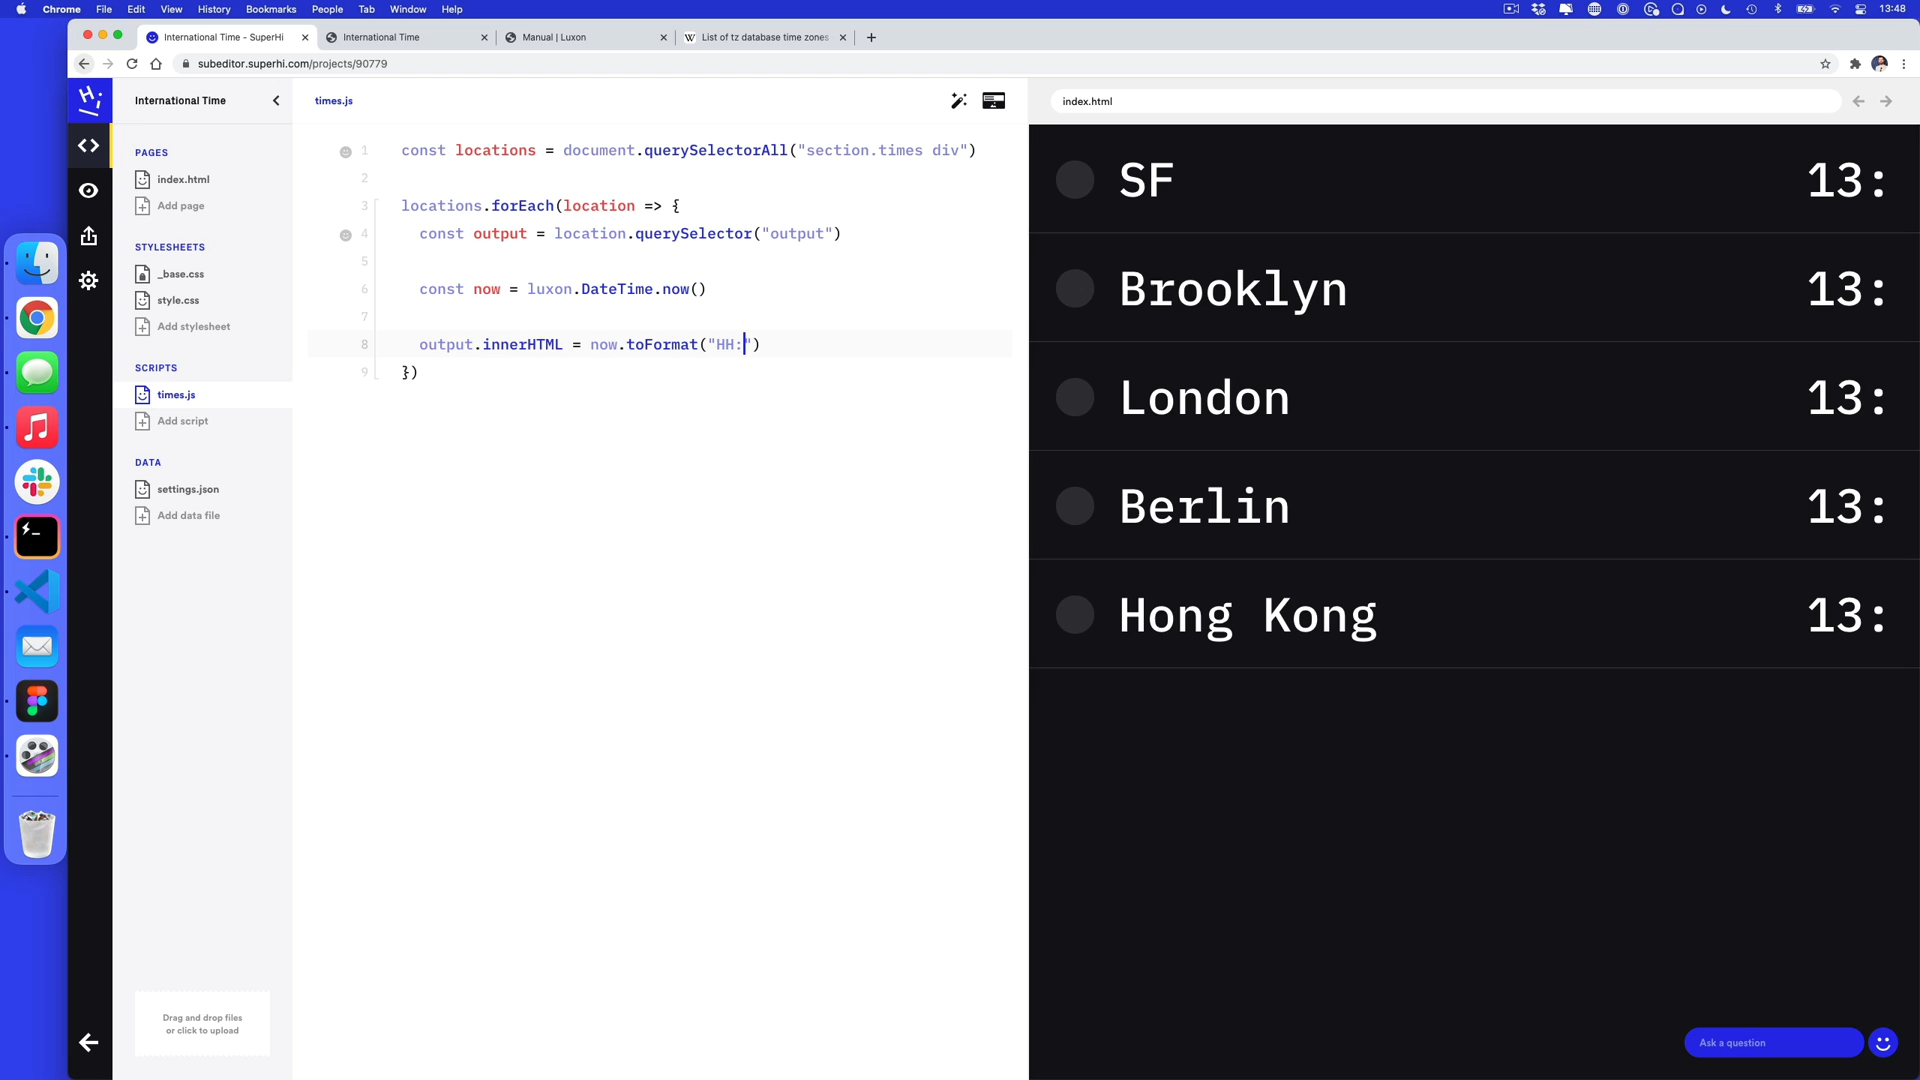 Chrome File Edit View History Bookmarks People Tab Window Help 13:48
International Time - SuperHi International Time Manual | Luxon List of tz database time zones
subeditor.superhi.com/projects/90779
Hi
International Time
times.js
index.html
PAGES
index.html
Add page
STYLESHEETS
_base.css
style.css
Add stylesheet
SCRIPTS
times.js
Add script
DATA
settings.json
Add data file
Drag and drop files
or click to upload
1 const locations = document.querySelectorAll("section.times div")
2
3 locations.forEach(location => {
4 const output = location.querySelector("output")
5
6 const now = luxon.DateTime.now()
7
8 output.innerHTML = now.toFormat("HH:")
9 })
SF 13:
Brooklyn 13:
London 13:
Berlin 13:
Hong Kong 13:
Ask a question